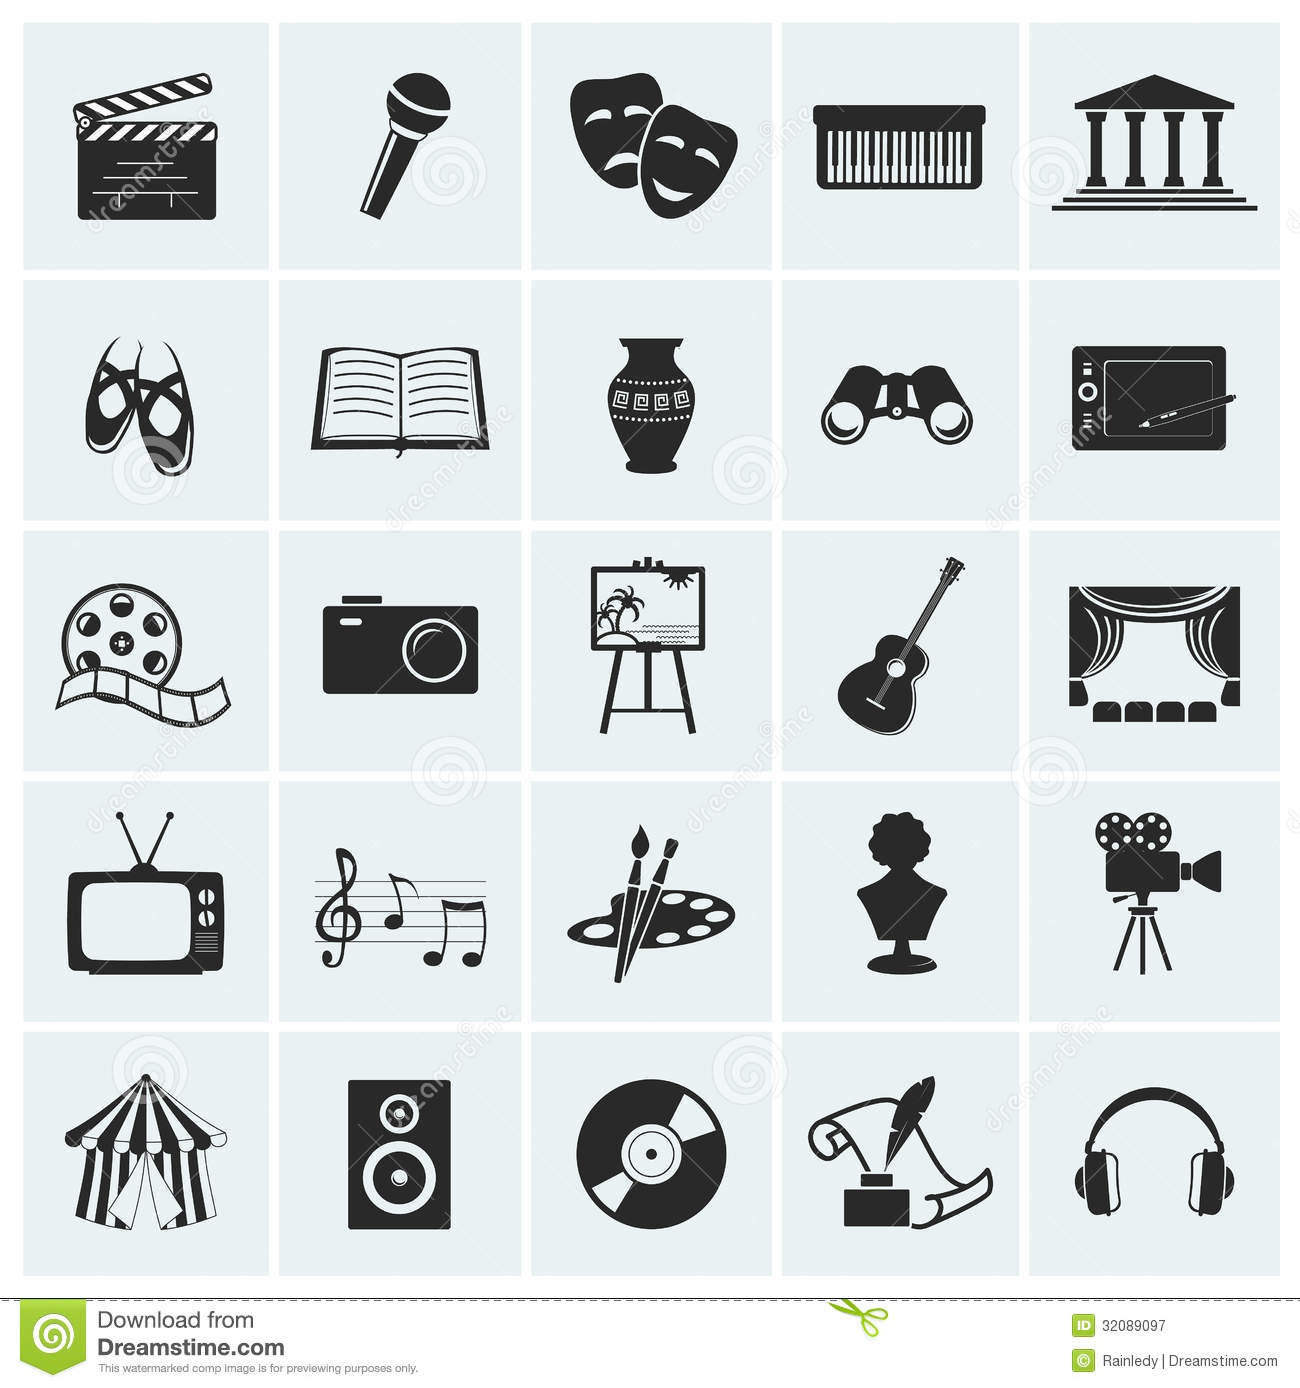 Download from
Dreamstime.com
This watermarked comp image is for previewing purposes only.
ID 32089097
© Rainledy | Dreamstime.com